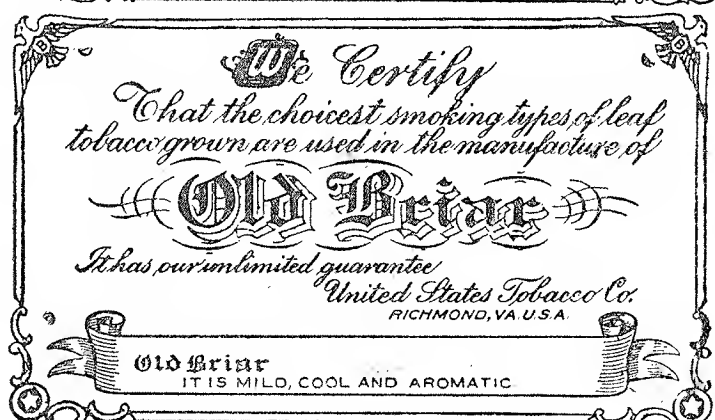 We Certify
That the choicest smoking types of leaf
tobacco grown are used in the manufacture of
Old Briar
It has our unlimited guarantee
United States Tobacco Co.
RICHMOND, VA. U.S.A.
Old Briar
IT IS MILD, COOL AND AROMATIC